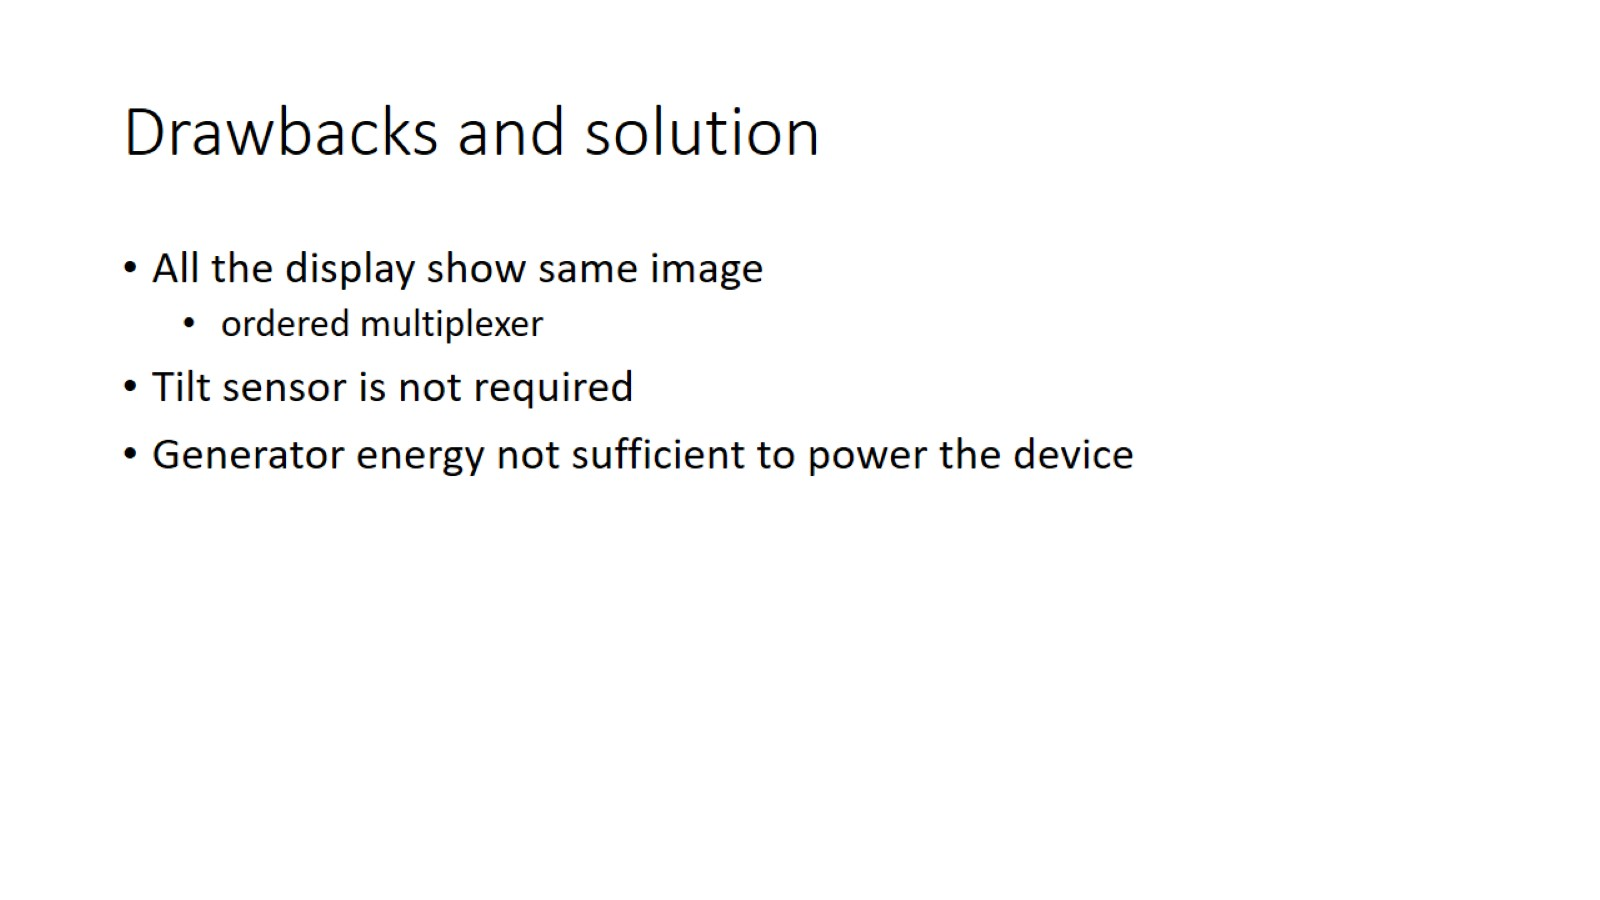 Drawbacks and solution
• All the display show same image
• ordered multiplexer
• Tilt sensor is not required
• Generator energy not sufficient to power the device